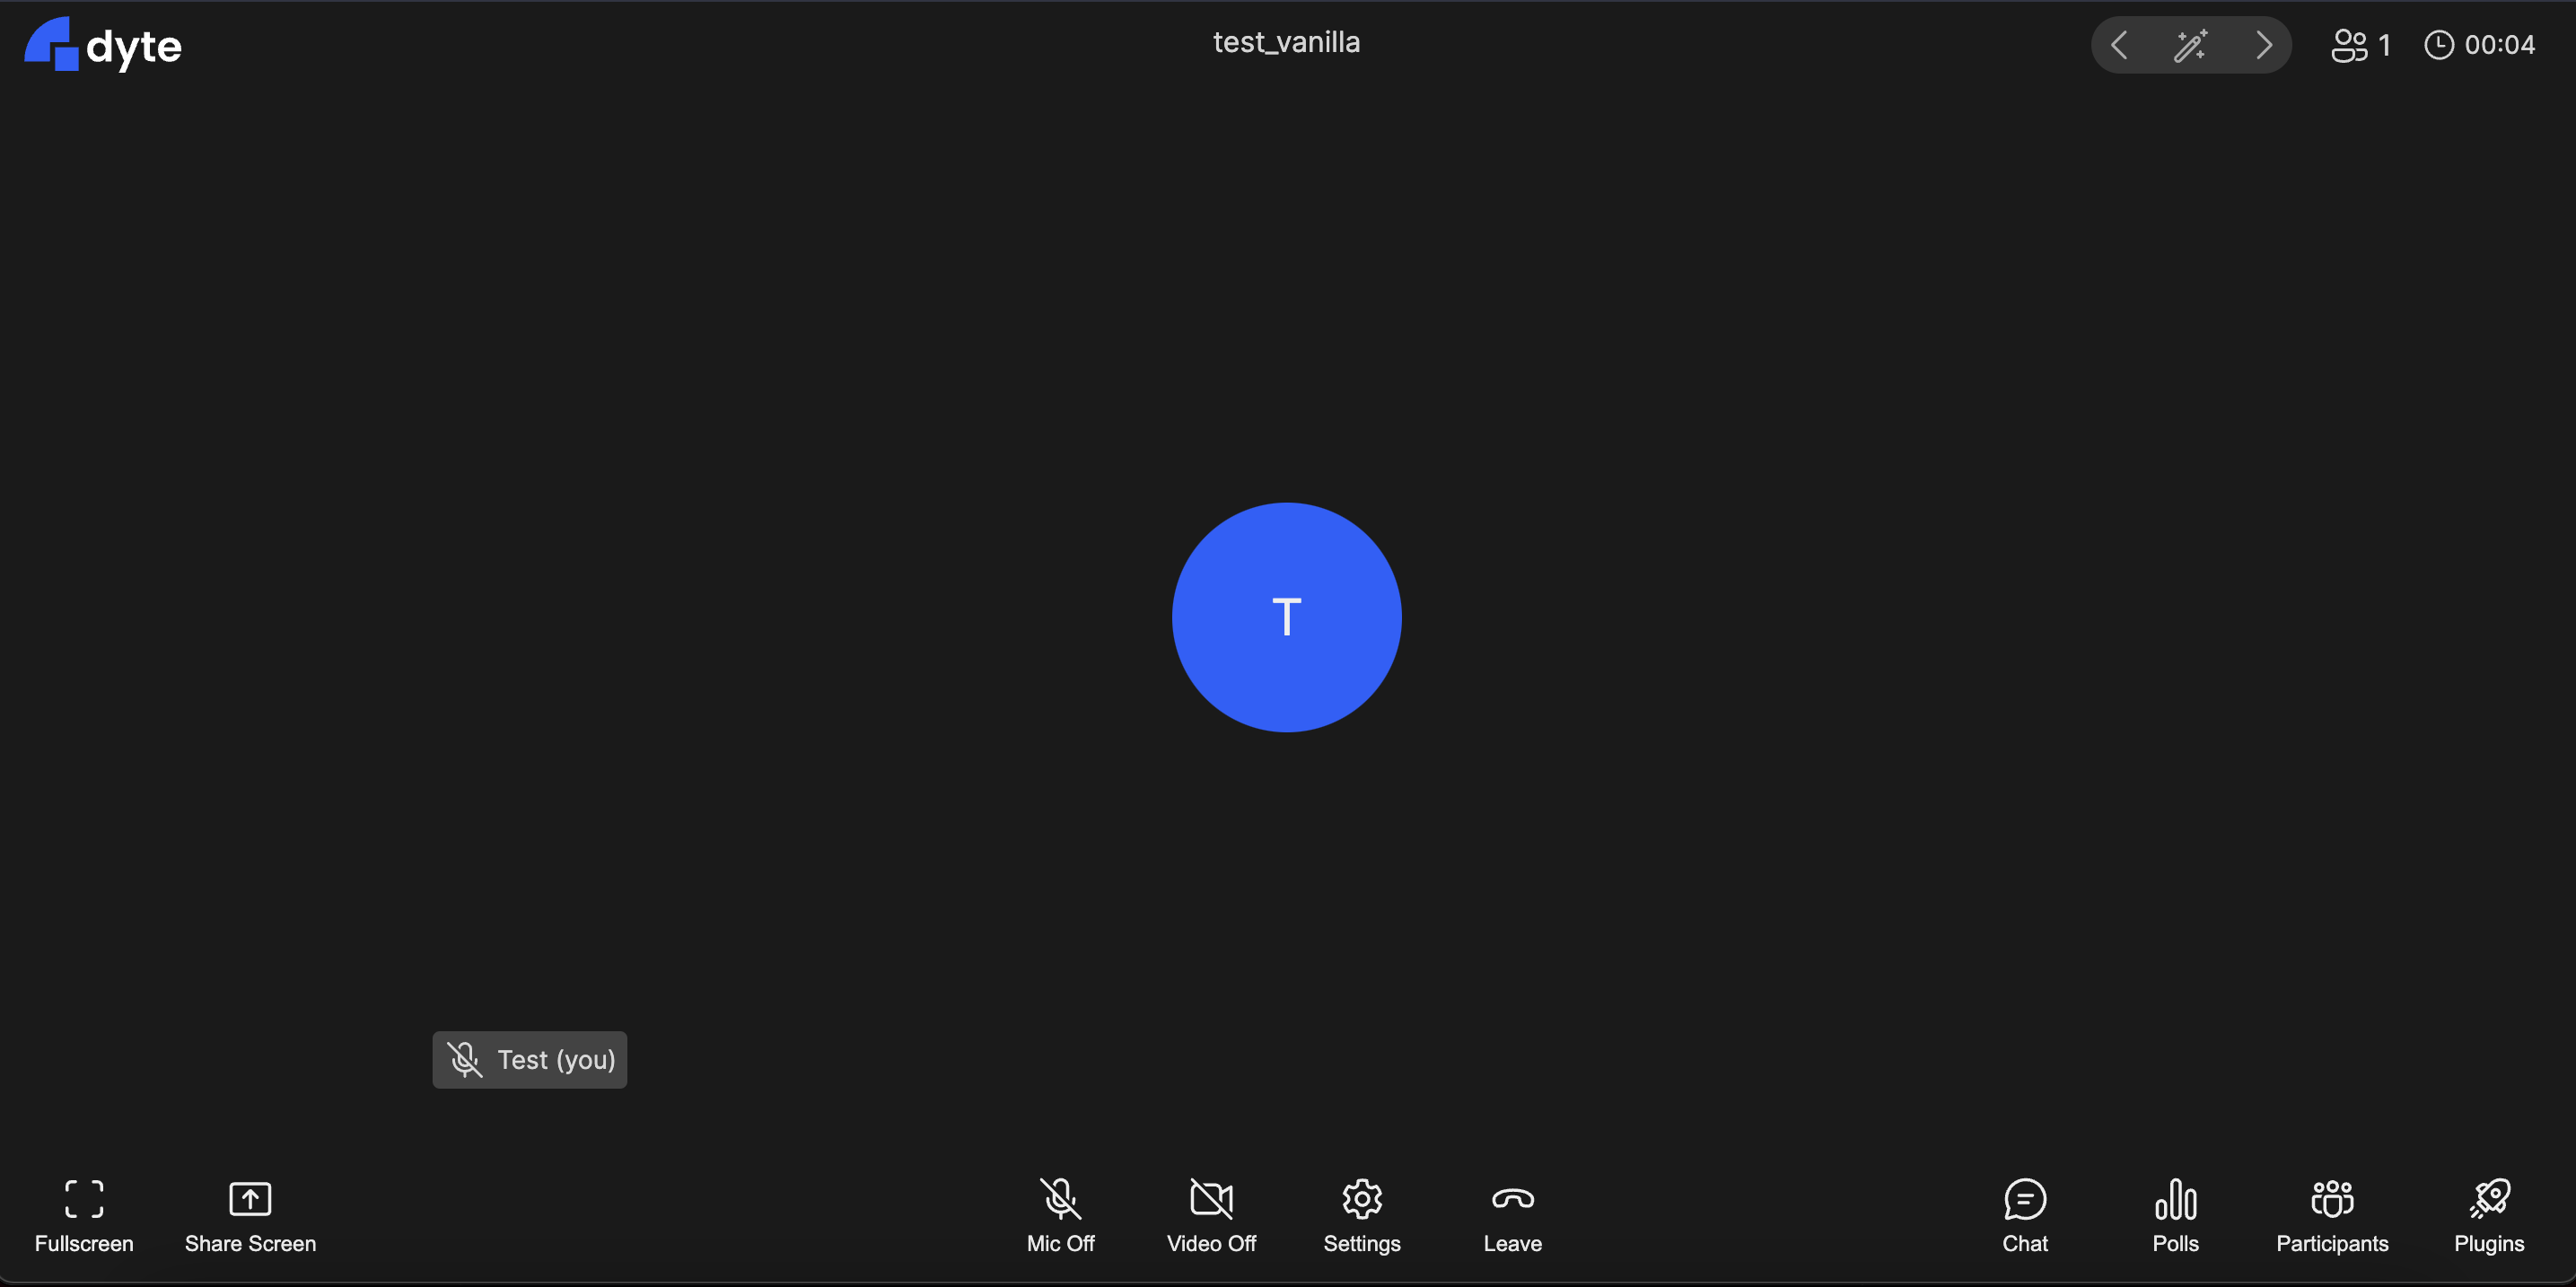 dyte
test_vanilla
1
00:04
T
Test (you)
Fullscreen
Share Screen
Mic Off
Video Off
Settings
Leave
Chat
Polls
Participants
Plugins